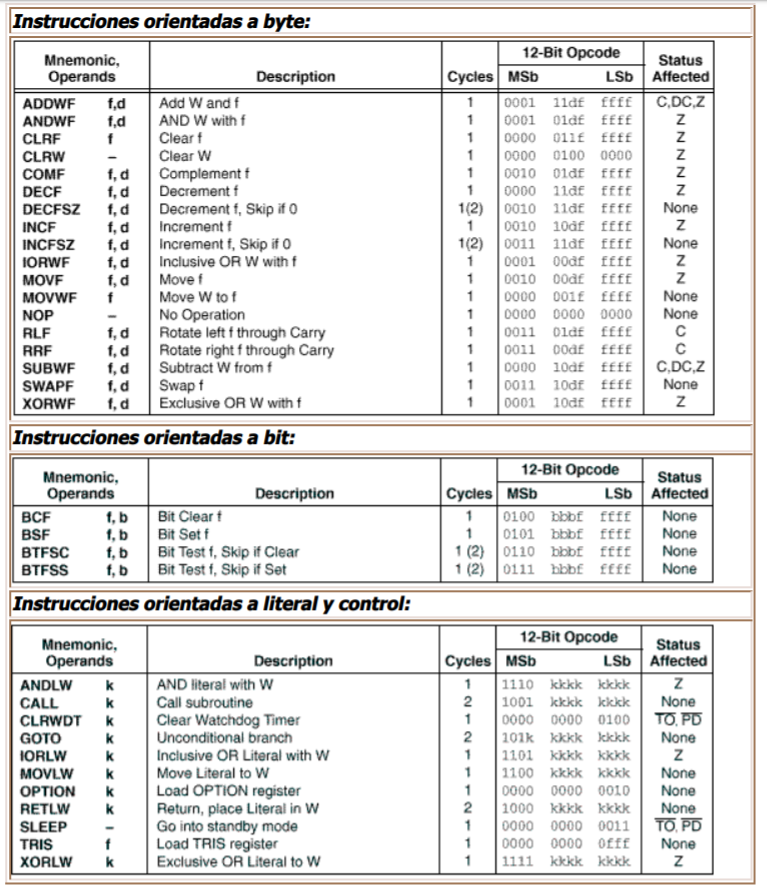 Instrucciones orientadas a byte:
Mnemonic, Operands Description Cycles 12-Bit Opcode MSb LSb Status Affected
ADDWF f,d Add W and f 1 0001 11df ffff C,DC,Z
ANDWF f,d AND W with f 1 0001 01df ffff Z
CLRF f Clear f 1 0000 011f ffff Z
CLRW – Clear W 1 0000 0100 0000 Z
COMF f, d Complement f 1 0010 01df ffff Z
DECF f, d Decrement f 1 0000 11df ffff Z
DECFSZ f, d Decrement f, Skip if 0 1(2) 0010 11df ffff None
INCF f, d Increment f 1 0010 10df ffff Z
INCFSZ f, d Increment f, Skip if 0 1(2) 0011 11df ffff None
IORWF f, d Inclusive OR W with f 1 0001 00df ffff Z
MOVF f, d Move f 1 0010 00df ffff Z
MOVWF f Move W to f 1 0000 001f ffff None
NOP – No Operation 1 0000 0000 0000 None
RLF f, d Rotate left f through Carry 1 0011 01df ffff C
RRF f, d Rotate right f through Carry 1 0011 00df ffff C
SUBWF f, d Subtract W from f 1 0000 10df ffff C,DC,Z
SWAPF f, d Swap f 1 0011 10df ffff None
XORWF f, d Exclusive OR W with f 1 0001 10df ffff Z
Instrucciones orientadas a bit:
Mnemonic, Operands Description Cycles 12-Bit Opcode MSb LSb Status Affected
BCF f, b Bit Clear f 1 0100 bbbf ffff None
BSF f, b Bit Set f 1 0101 bbbf ffff None
BTFSC f, b Bit Test f, Skip if Clear 1 (2) 0110 bbbf ffff None
BTFSS f, b Bit Test f, Skip if Set 1 (2) 0111 bbbf ffff None
Instrucciones orientadas a literal y control:
Mnemonic, Operands Description Cycles 12-Bit Opcode MSb LSb Status Affected
ANDLW k AND literal with W 1 1110 kkkk kkkk Z
CALL k Call subroutine 2 1001 kkkk kkkk None
CLRWDT k Clear Watchdog Timer 1 0000 0000 0100 TO, PD
GOTO k Unconditional branch 2 101k kkkk kkkk None
IORLW k Inclusive OR Literal with W 1 1101 kkkk kkkk Z
MOVLW k Move Literal to W 1 1100 kkkk kkkk None
OPTION k Load OPTION register 1 0000 0000 0010 None
RETLW k Return, place Literal in W 2 1000 kkkk kkkk None
SLEEP – Go into standby mode 1 0000 0000 0011 TO, PD
TRIS f Load TRIS register 1 0000 0000 0fff None
XORLW k Exclusive OR Literal to W 1 1111 kkkk kkkk Z